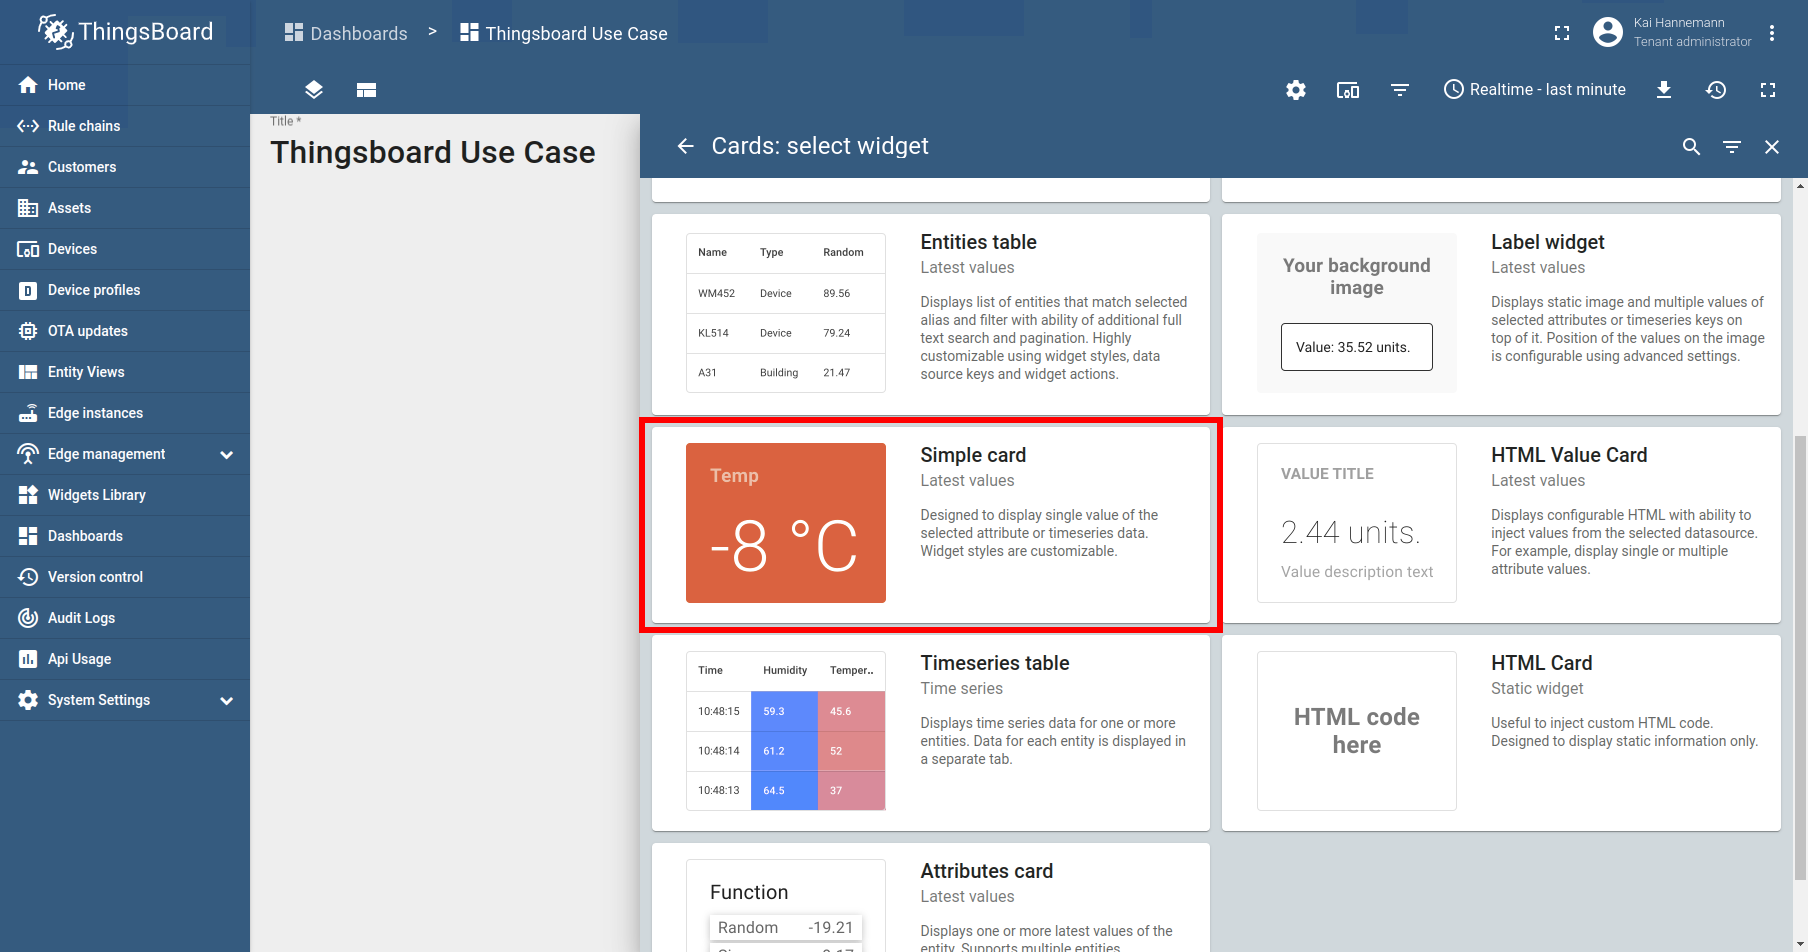 ThingsBoard
Dashboards > Thingsboard Use Case
Kai Hannemann
Tenant administrator
Home
Rule chains
Customers
Assets
Devices
Device profiles
OTA updates
Entity Views
Edge instances
Edge management
Widgets Library
Dashboards
Version control
Audit Logs
Api Usage
System Settings
Realtime - last minute
Title *
Thingsboard Use Case
Cards: select widget
Name Type Random
WM452 Device 89.56
KL514 Device 79.24
A31 Building 21.47
Entities table
Latest values
Displays list of entities that match selected
alias and filter with ability of additional full
text search and pagination. Highly
customizable using widget styles, data
source keys and widget actions.
Your background
image
Value: 35.52 units.
Label widget
Latest values
Displays static image and multiple values of
selected attributes or timeseries keys on
top of it. Position of the values on the image
is configurable using advanced settings.
Temp
-8 °C
Simple card
Latest values
Designed to display single value of the
selected attribute or timeseries data.
Widget styles are customizable.
VALUE TITLE
2.44 units.
Value description text
HTML Value Card
Latest values
Displays configurable HTML with ability to
inject values from the selected datasource.
For example, display single or multiple
attribute values.
Time Humidity Temper..
10:48:15 59.3 45.6
10:48:14 61.2 52
10:48:13 64.5 37
Timeseries table
Time series
Displays time series data for one or more
entities. Data for each entity is displayed in
a separate tab.
HTML code
here
HTML Card
Static widget
Useful to inject custom HTML code.
Designed to display static information only.
Function
Random -19.21
Attributes card
Latest values
Displays one or more latest values of the
entity. Supports multiple entities.